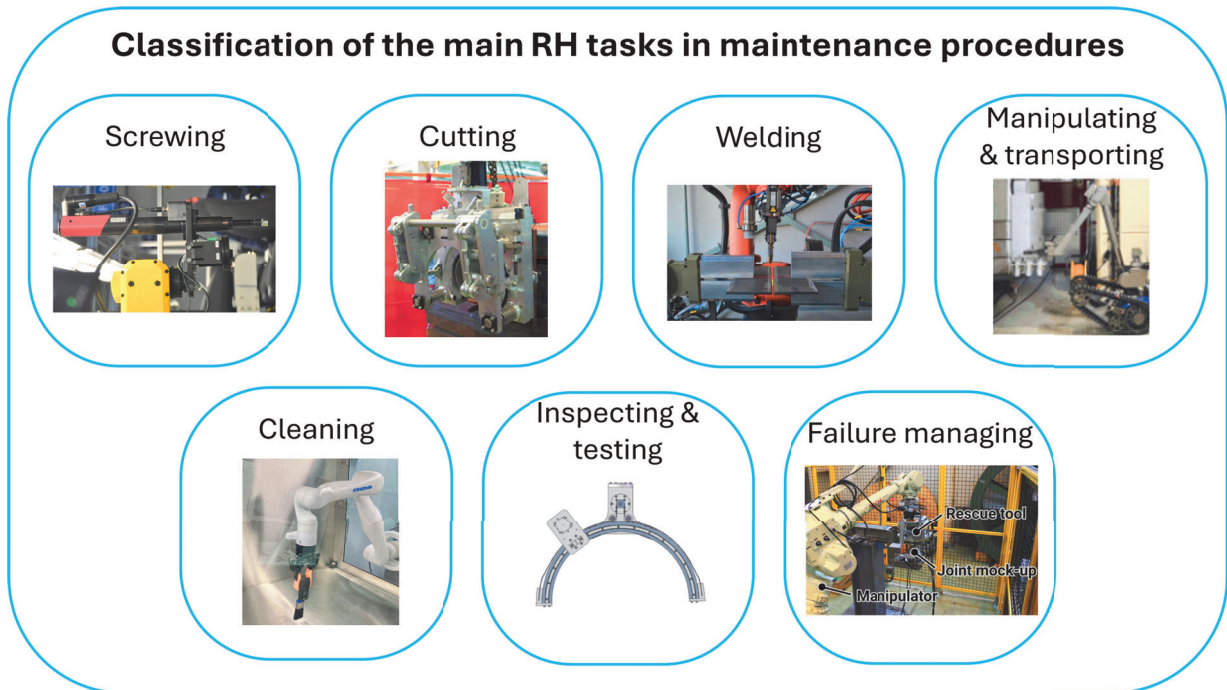 Classification of the main RH tasks in maintenance procedures
Screwing
Cutting
Welding
Manipulating
& transporting
Cleaning
Inspecting &
testing
Failure managing
Rescue tool
Joint mock-up
Manipulator